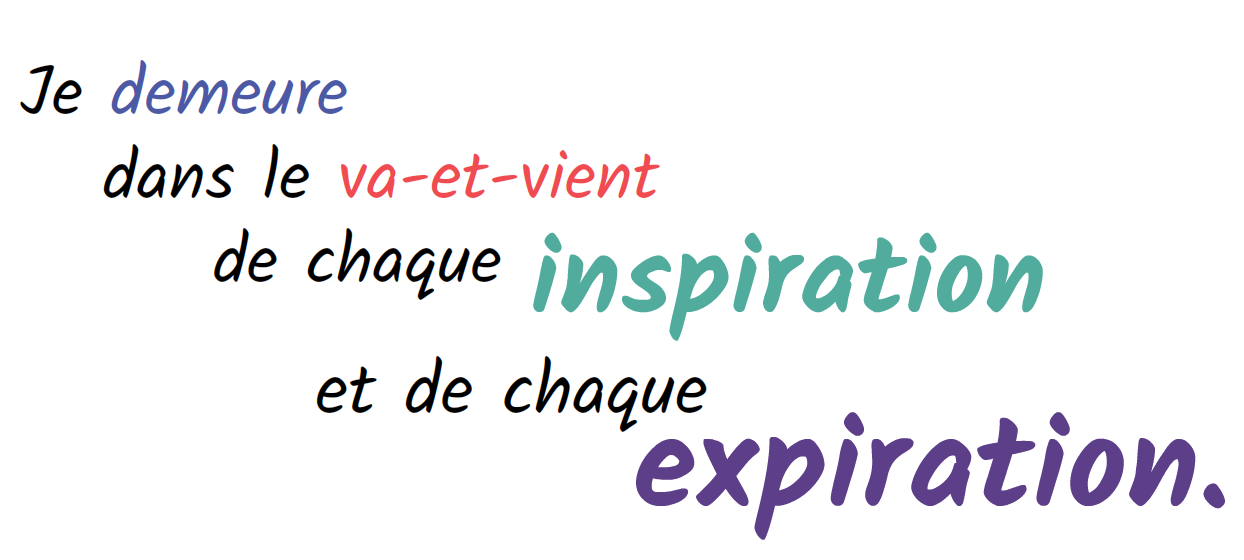 Je demeure
dans le va-et-vient
de chaque inspiration
et de chaque
expiration.